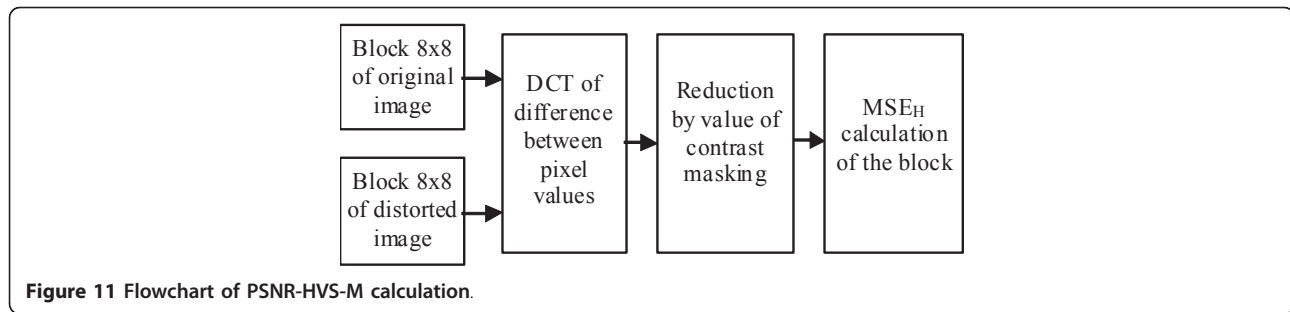 Block 8x8
of original
image
Block 8x8
of distorted
image
DCT of
difference
between
pixel
values
Reduction
by value of
contrast
masking
MSEH
calculation
of the block
Figure 11 Flowchart of PSNR-HVS-M calculation.